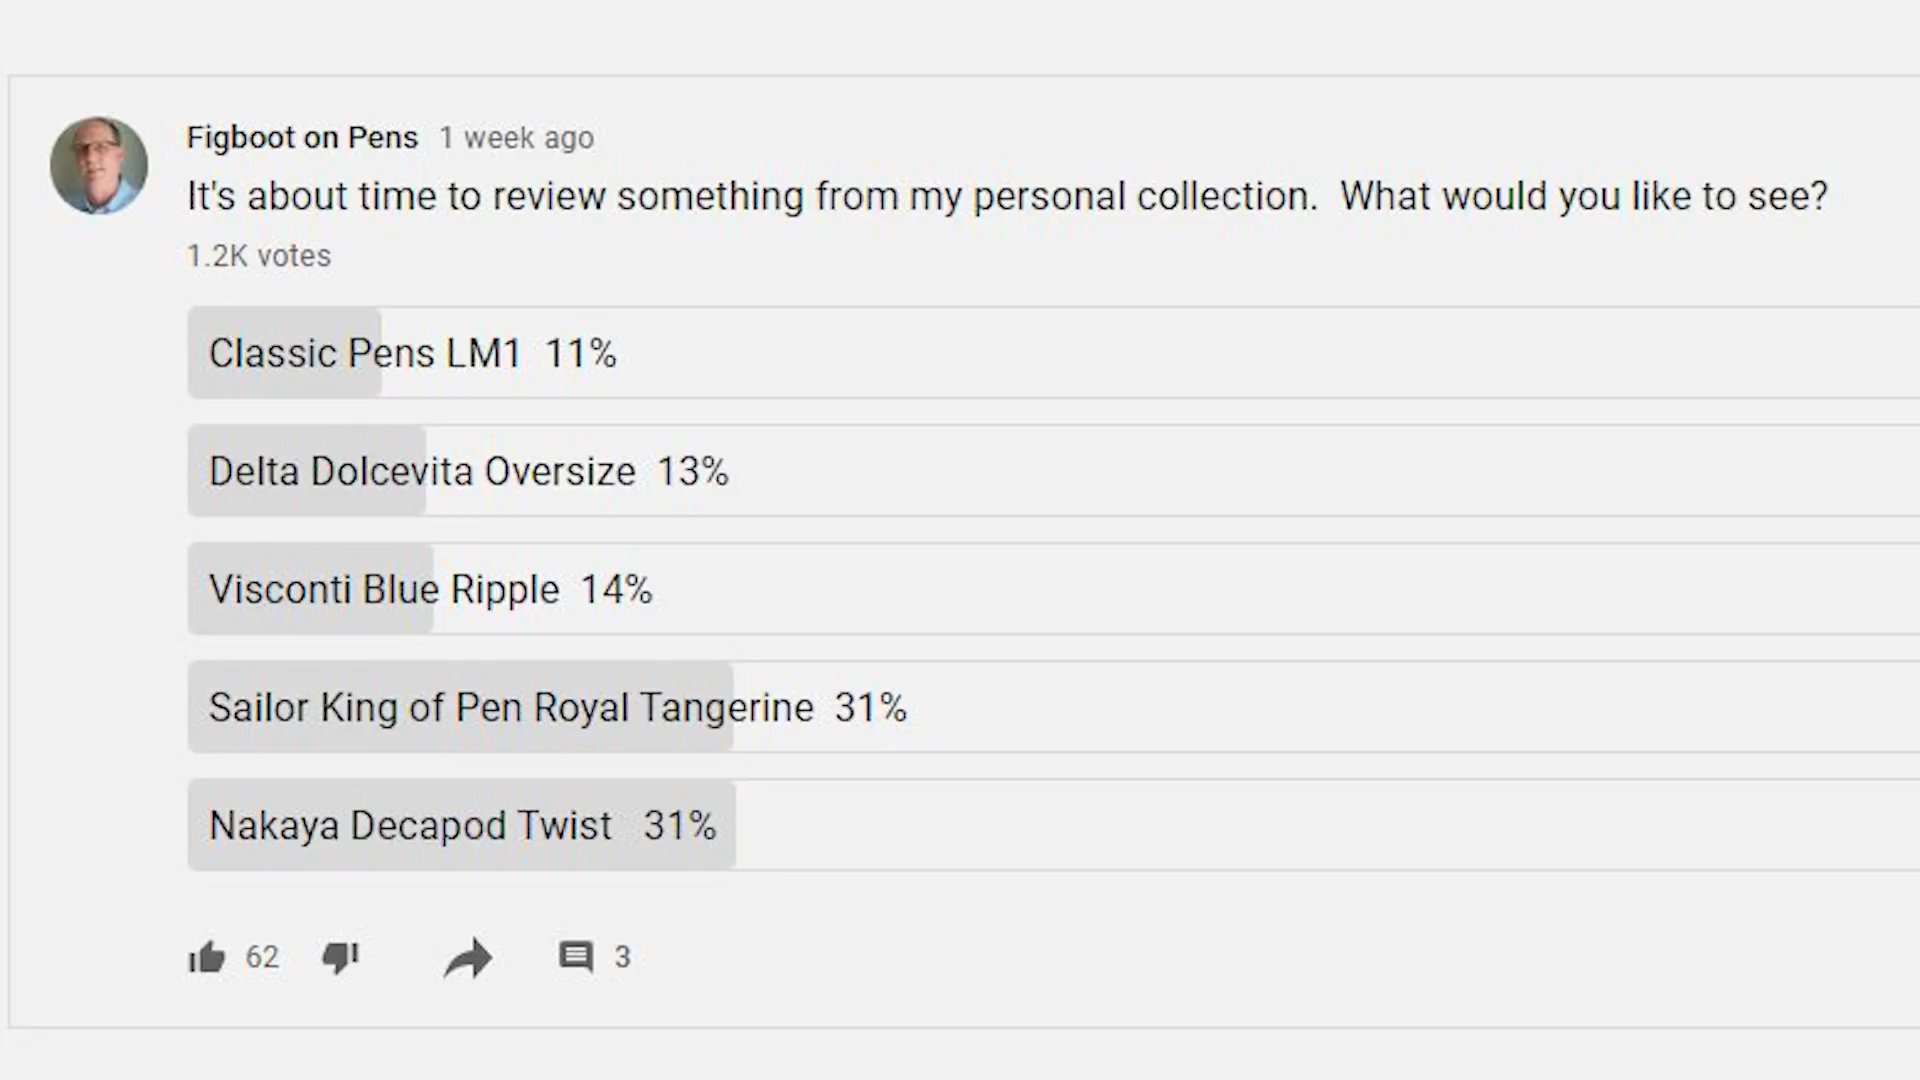 Figboot on Pens 1 week ago
It's about time to review something from my personal collection. What would you like to see?
1.2K votes
Classic Pens LM1 11%
Delta Dolcevita Oversize 13%
Visconti Blue Ripple 14%
Sailor King of Pen Royal Tangerine 31%
Nakaya Decapod Twist 31%
62 3